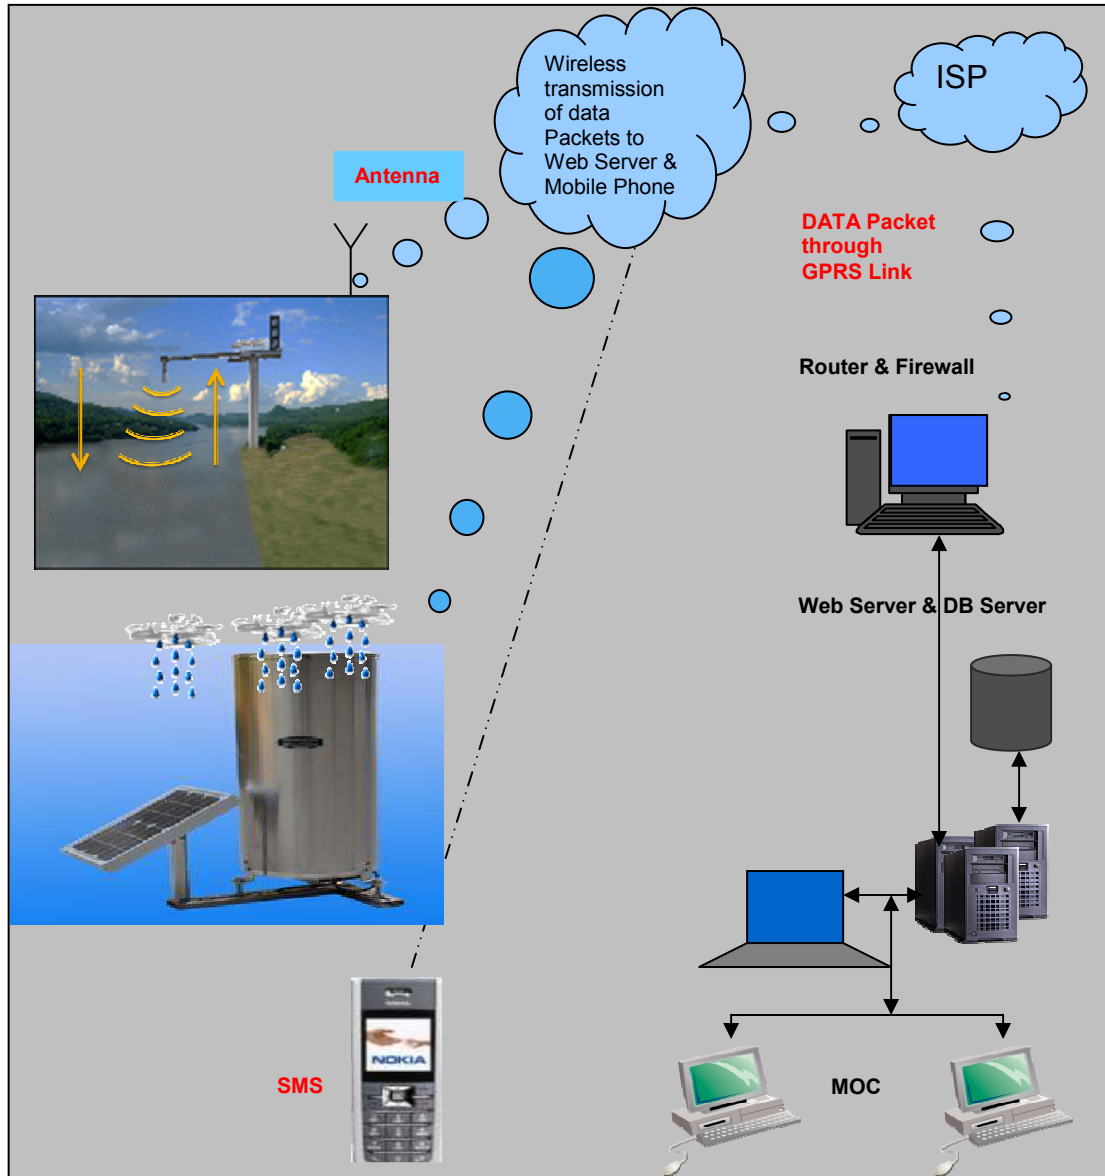 Wireless
transmission
of data
Packets to
Web Server &
Mobile Phone
ISP
Antenna
DATA Packet
through
GPRS Link
Router & Firewall
Web Server & DB Server
NOKIA
SMS
MOC